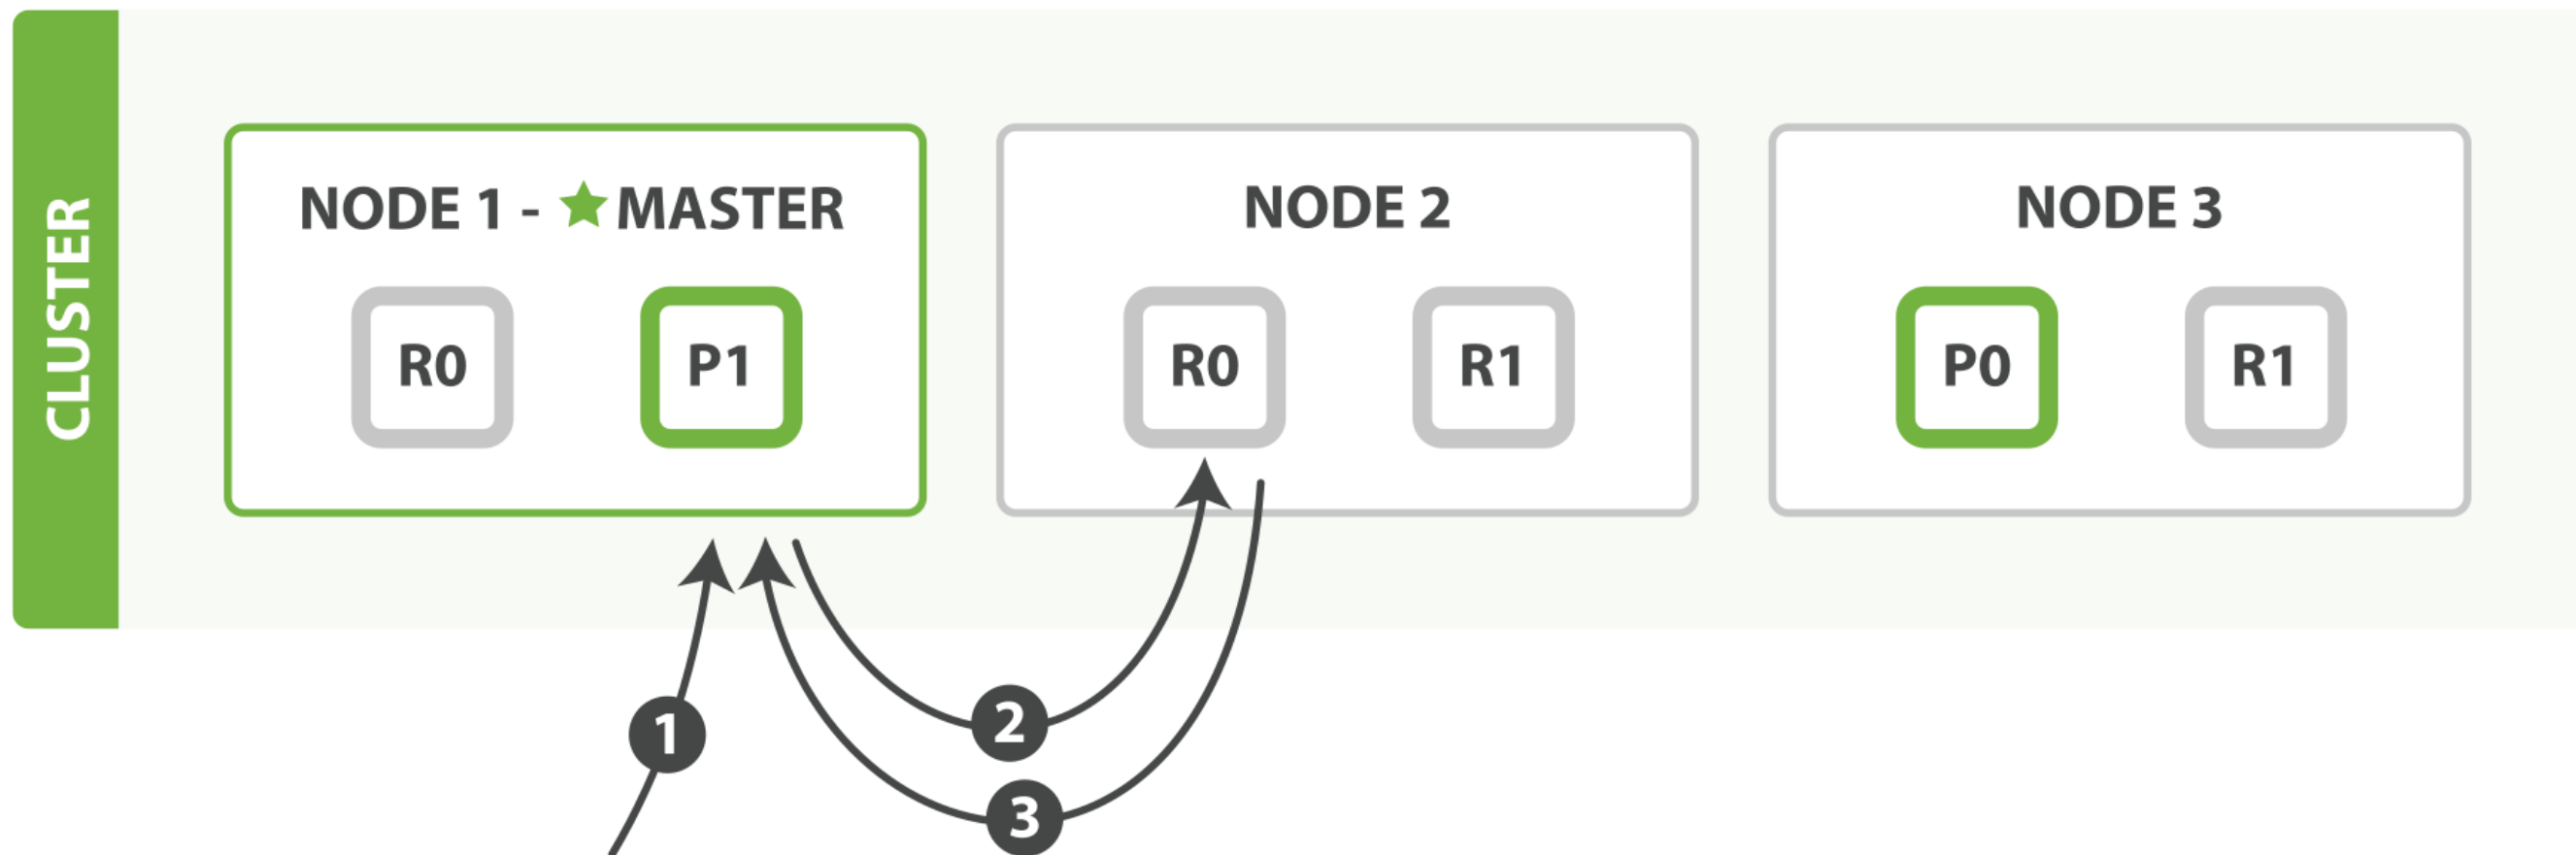 CLUSTER
NODE 1 - ★ MASTER
R0
P1
NODE 2
R0
R1
NODE 3
P0
R1
1
2
3